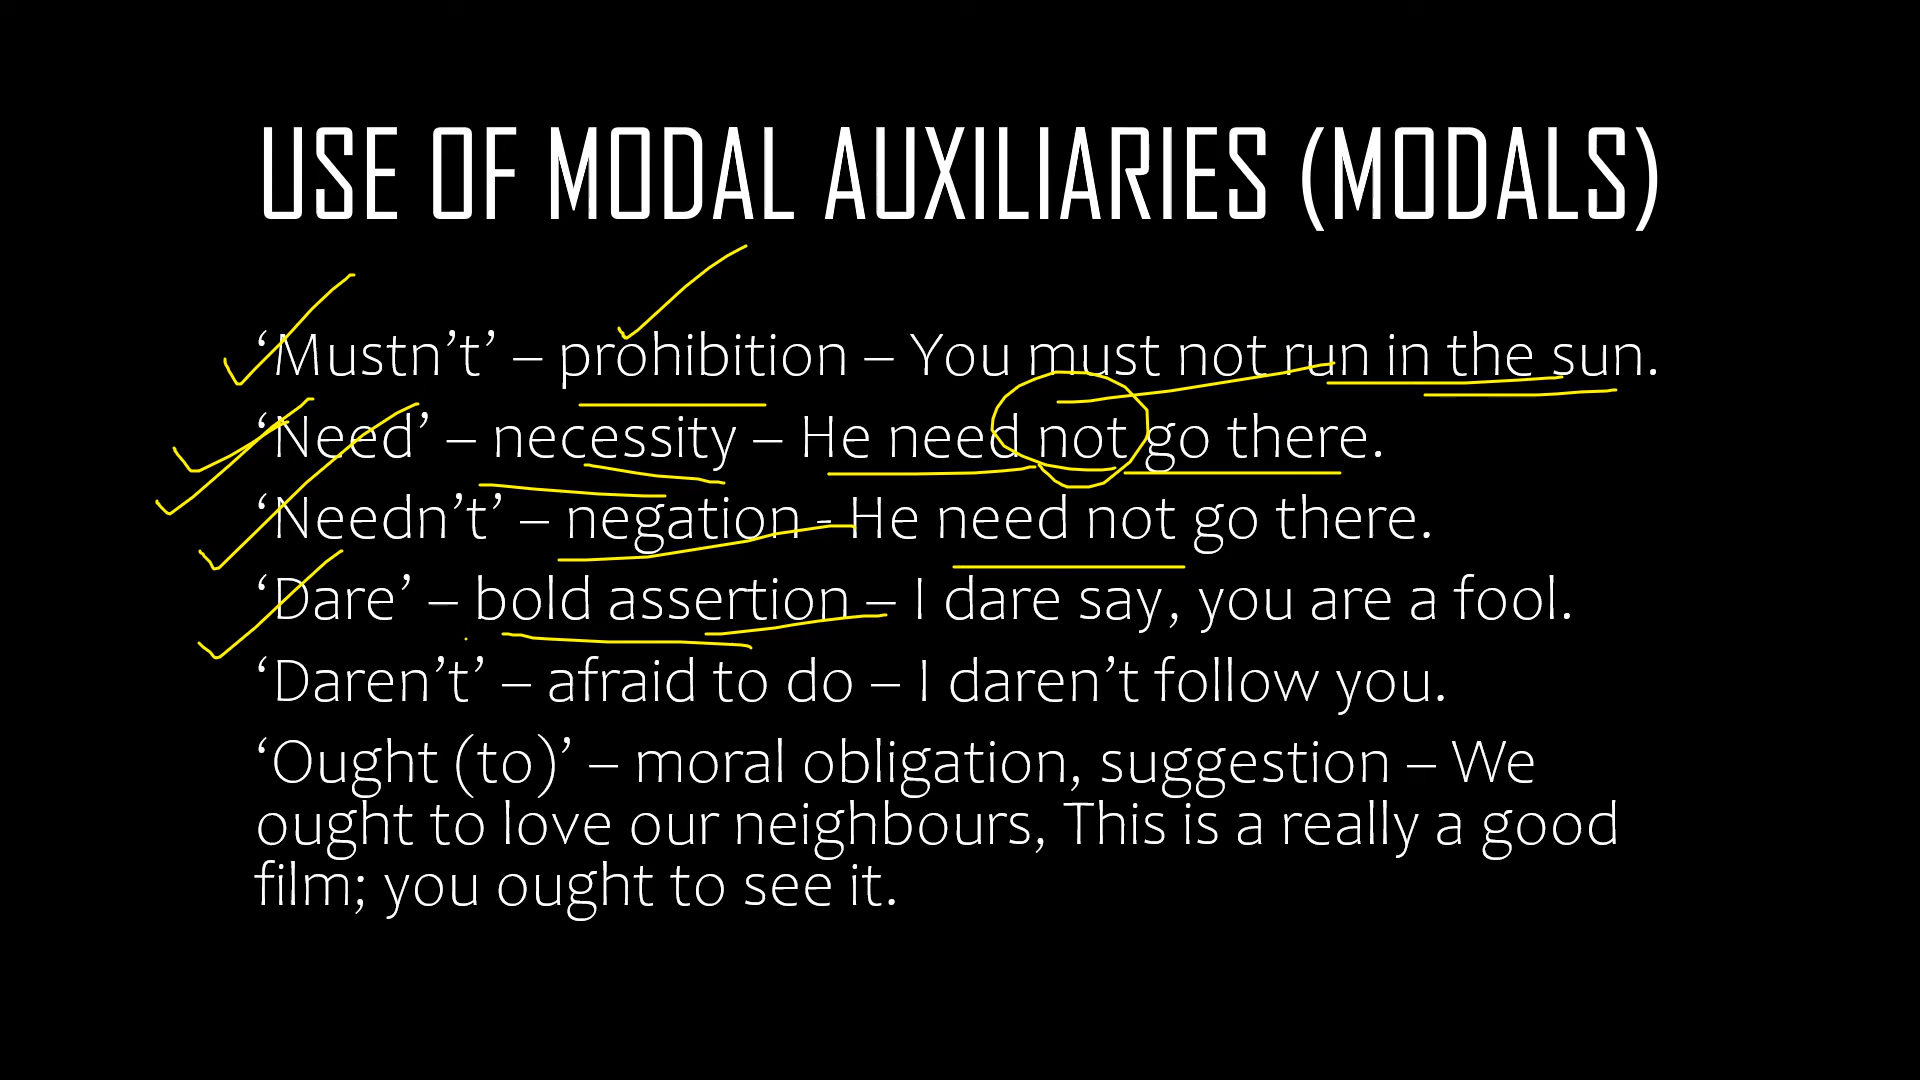 USE OF MODAL AUXILIARIES (MODALS)
‘Mustn’t’ – prohibition – You must not run in the sun.
‘Need’ – necessity – He need not go there.
‘Needn’t’ – negation - He need not go there.
‘Dare’ – bold assertion – I dare say, you are a fool.
‘Daren’t’ – afraid to do – I daren’t follow you.
‘Ought (to)’ – moral obligation, suggestion – We
ought to love our neighbours, This is a really a good
film; you ought to see it.